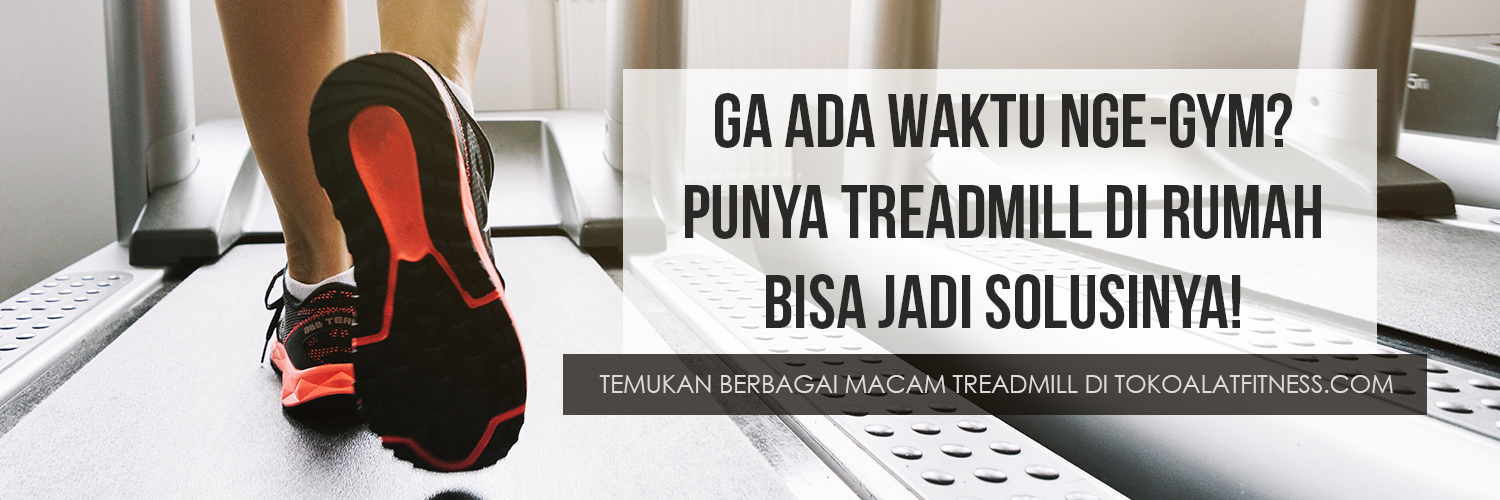 GA ADA WAKTU NGE-GYM?
PUNYA TREADMILL DI RUMAH
BISA JADI SOLUSINYA!
TEMUKAN BERBAGAI MACAM TREADMILL DI TOKOALATFITNESS.COM